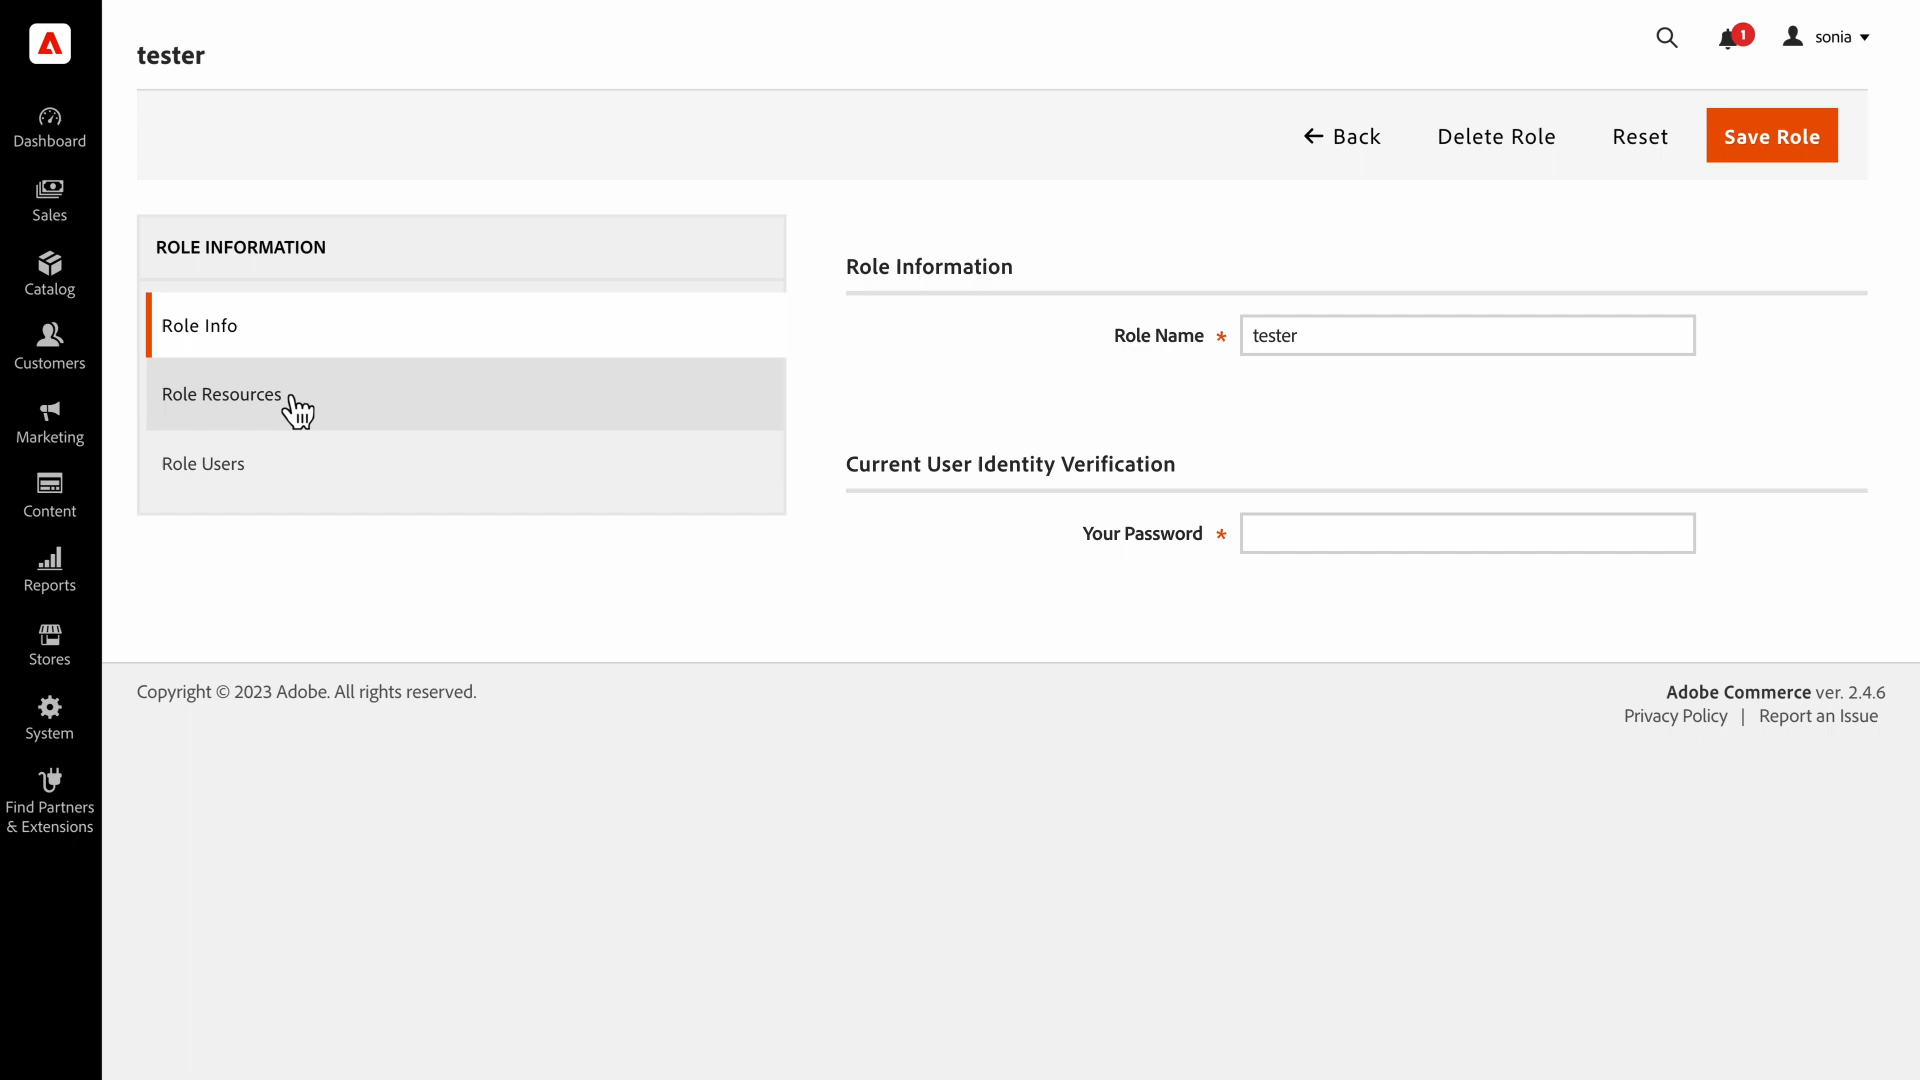 tester
1
sonia
Back
Delete Role
Reset
Save Role
Dashboard
Sales
Catalog
Customers
Marketing
Content
Reports
Stores
System
Find Partners
& Extensions
ROLE INFORMATION
Role Info
Role Resources
Role Users
Role Information
Role Name *
tester
Current User Identity Verification
Your Password *
Copyright © 2023 Adobe. All rights reserved.
Adobe Commerce ver. 2.4.6
Privacy Policy | Report an Issue